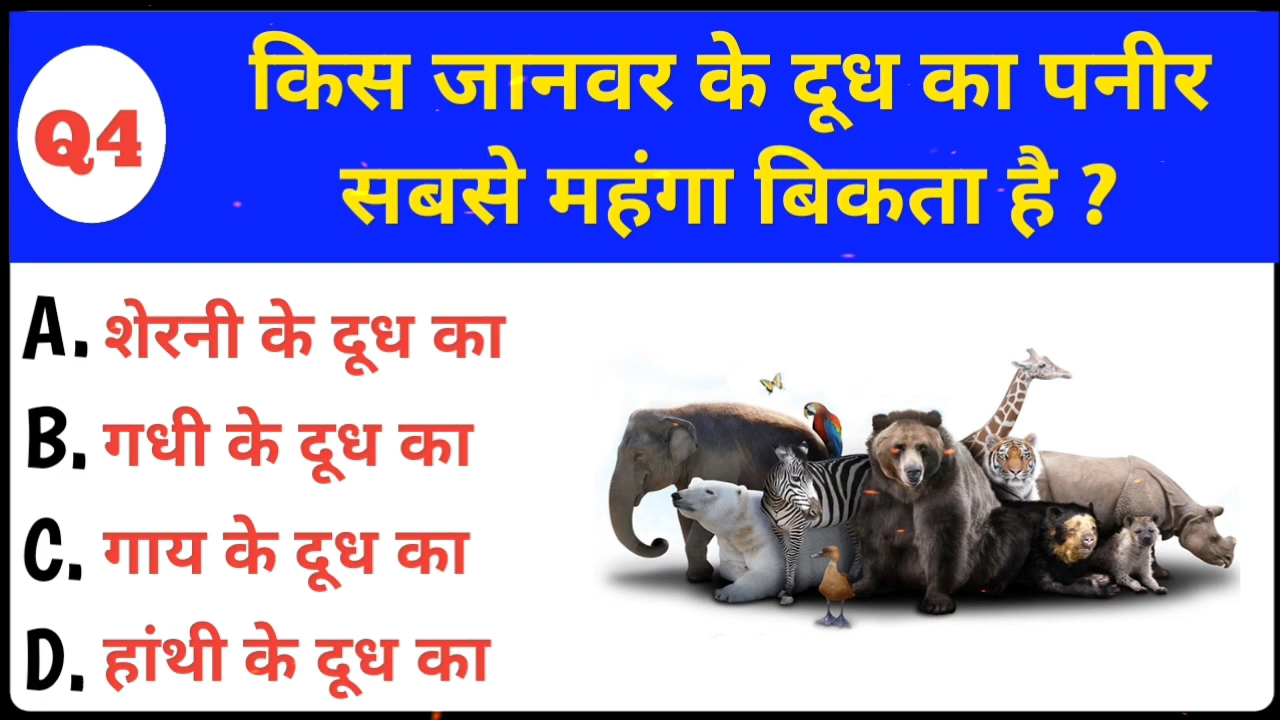 Q4
किस जानवर के दूध का पनीर
सबसे महंगा बिकता है ?
A. शेरनी के दूध का
B. गधी के दूध का
C. गाय के दूध का
D. हांथी के दूध का